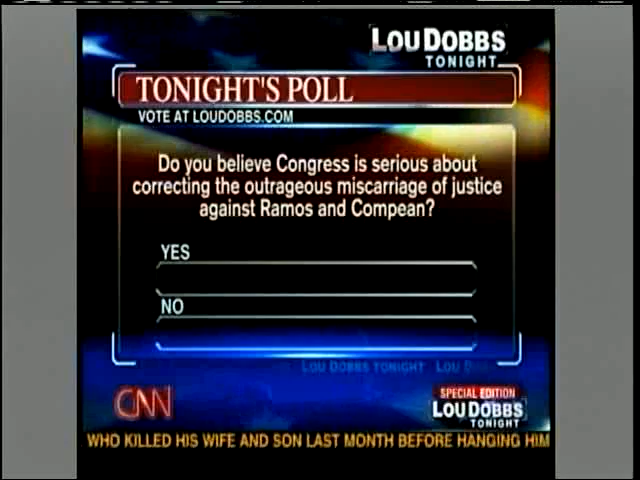 LOU DOBBS
TONIGHT
TONIGHT'S POLL
VOTE AT LOUDOBBS.COM
Do you believe Congress is serious about
correcting the outrageous miscarriage of justice
against Ramos and Compean?
YES
NO
LOU DOBBS TONIGHT LOU D
CNN
SPECIAL EDITION
LOU DOBBS
TONIGHT
WHO KILLED HIS WIFE AND SON LAST MONTH BEFORE HANGING HIM